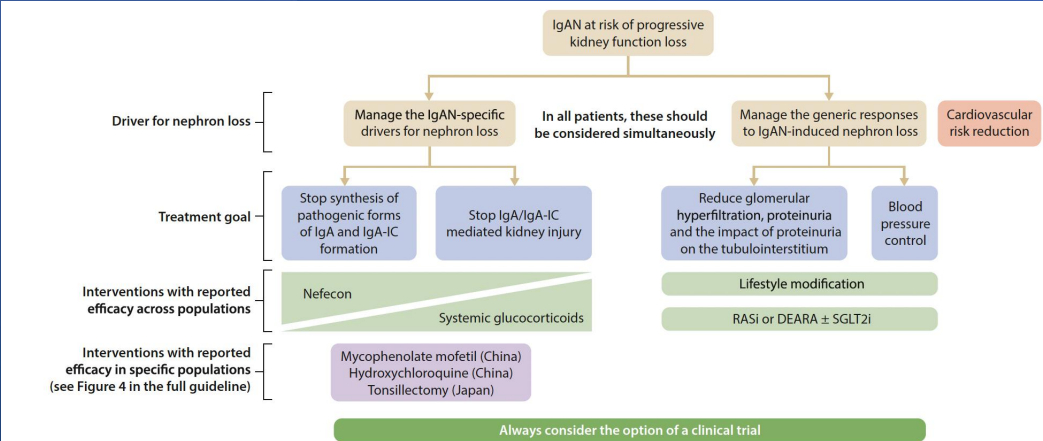 IgAN at risk of progressive
kidney function loss
Driver for nephron loss
Manage the IgAN-specific
drivers for nephron loss
In all patients, these should
be considered simultaneously
Manage the generic responses
to IgAN-induced nephron loss
Cardiovascular
risk reduction
Treatment goal
Stop synthesis of
pathogenic forms
of IgA and IgA-IC
formation
Stop IgA/IgA-IC
mediated kidney injury
Reduce glomerular
hyperfiltration, proteinuria
and the impact of proteinuria
on the tubulointerstitium
Blood
pressure
control
Interventions with reported
efficacy across populations
Nefecon
Systemic glucocorticoids
Lifestyle modification
RASi or DEARA ± SGLT2i
Interventions with reported
efficacy in specific populations
(see Figure 4 in the full guideline)
Mycophenolate mofetil (China)
Hydroxychloroquine (China)
Tonsillectomy (Japan)
Always consider the option of a clinical trial